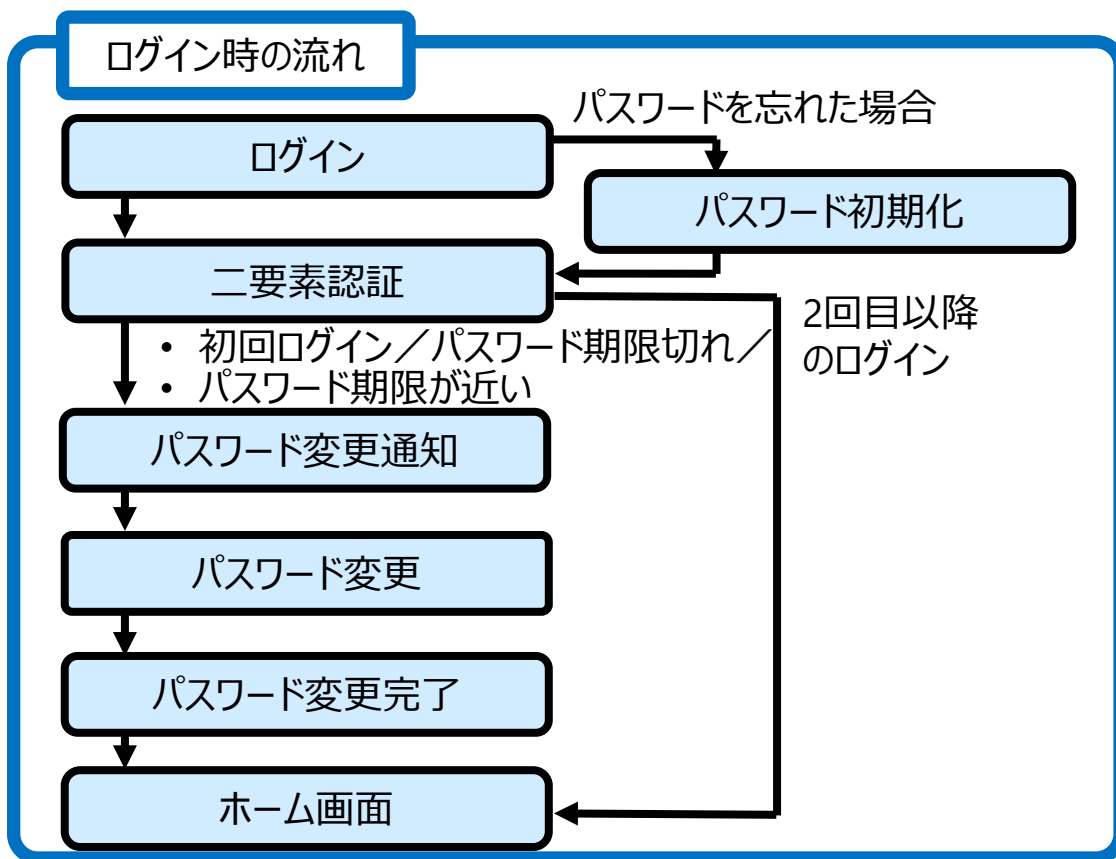 ログイン時の流れ
パスワードを忘れた場合
ログイン
パスワード初期化
二要素認証
2回目以降
のログイン
• 初回ログイン／パスワード期限切れ／
• パスワード期限が近い
パスワード変更通知
パスワード変更
パスワード変更完了
ホーム画面